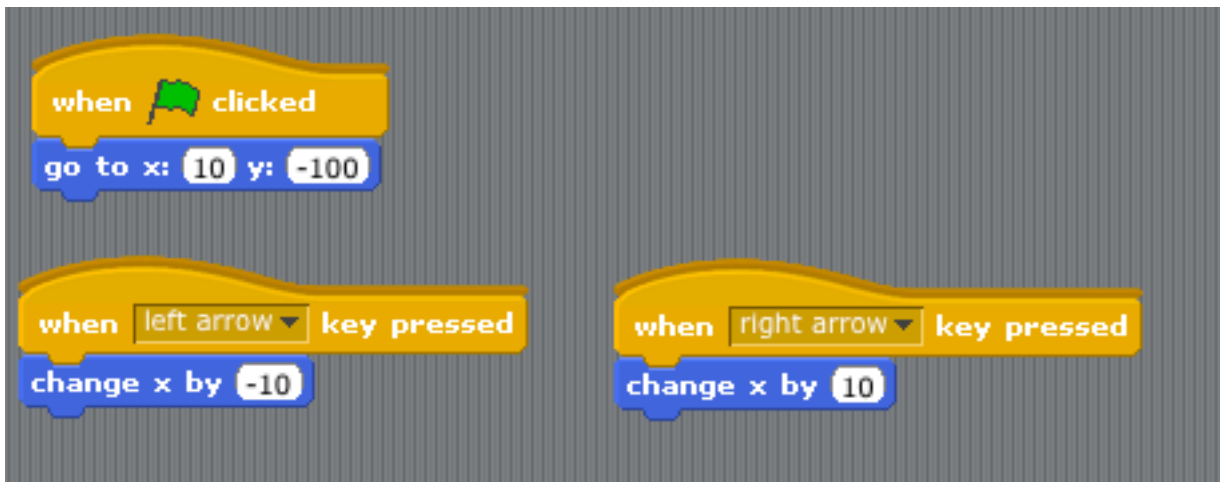 when clicked
go to x: 10 y: -100
when left arrow key pressed
change x by -10
when right arrow key pressed
change x by 10